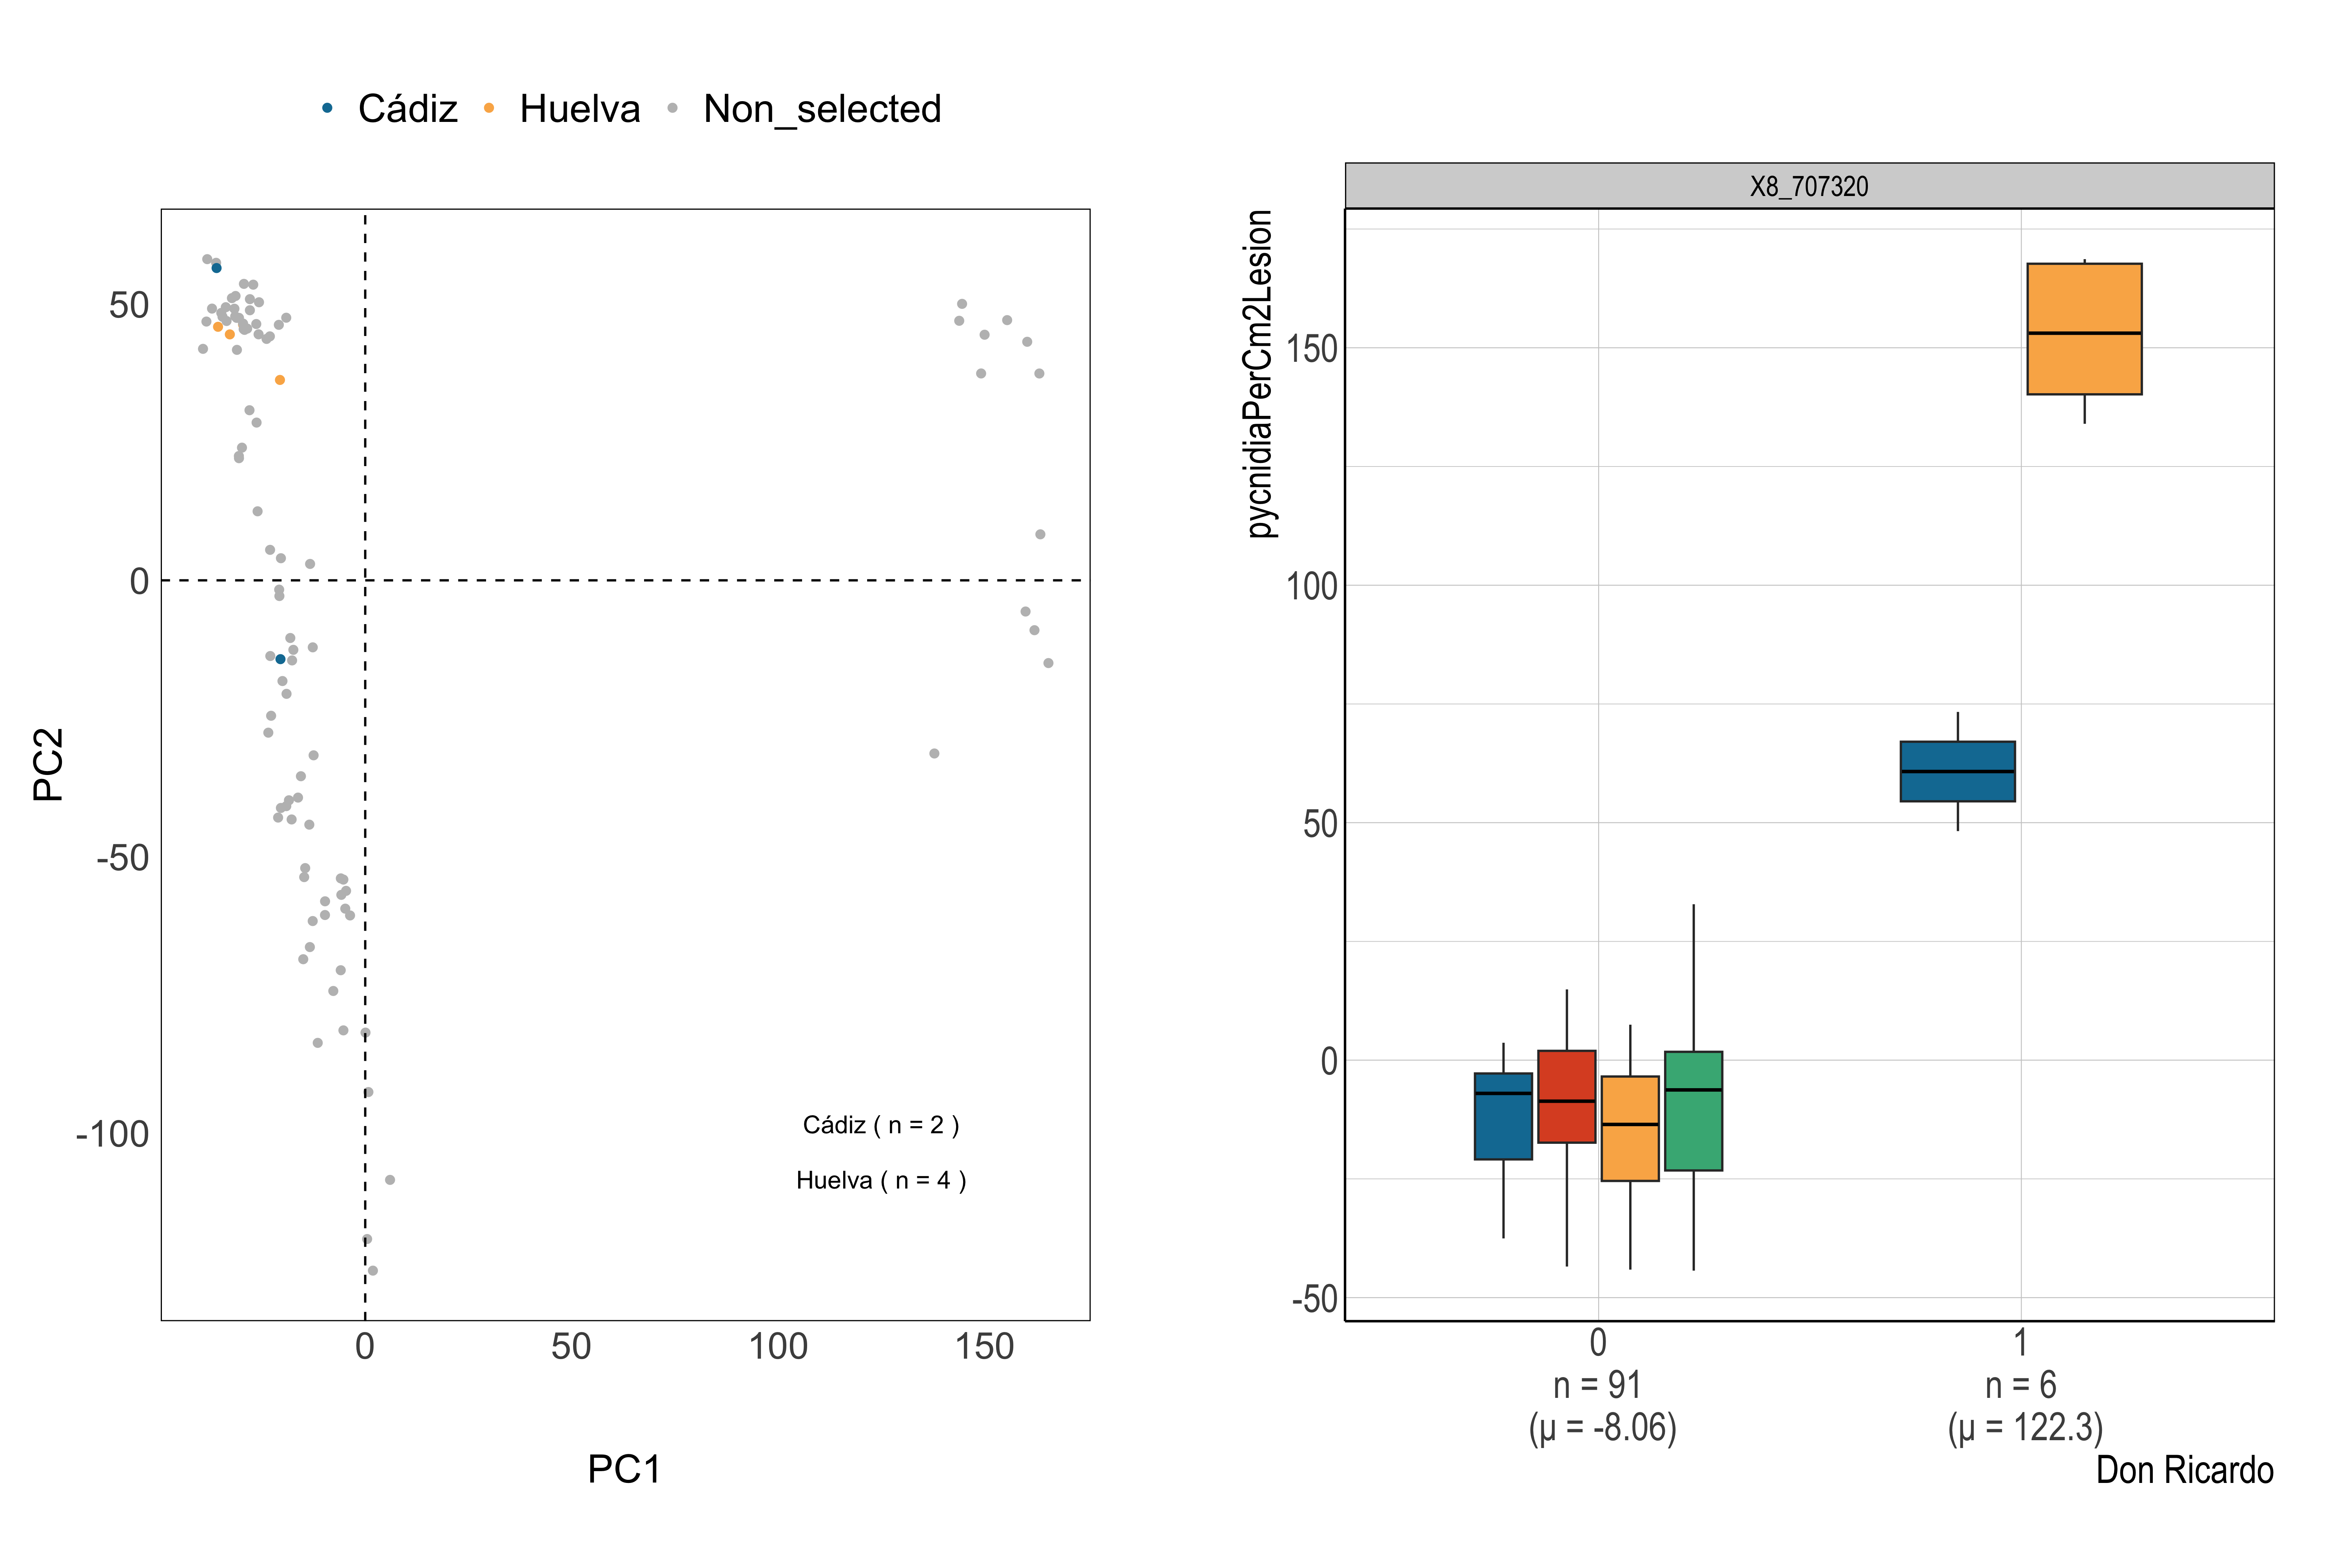 Cádiz Huelva Non_selected
PC2
50
0
-50
-100
Cádiz ( n = 2 )
Huelva ( n = 4 )
0 50 100 150
PC1
X8_707320
pycnidiaPerCm2Lesion
150
100
50
0
-50
0 1
n = 91 n = 6
(μ = -8.06) (μ = 122.3)
Don Ricardo